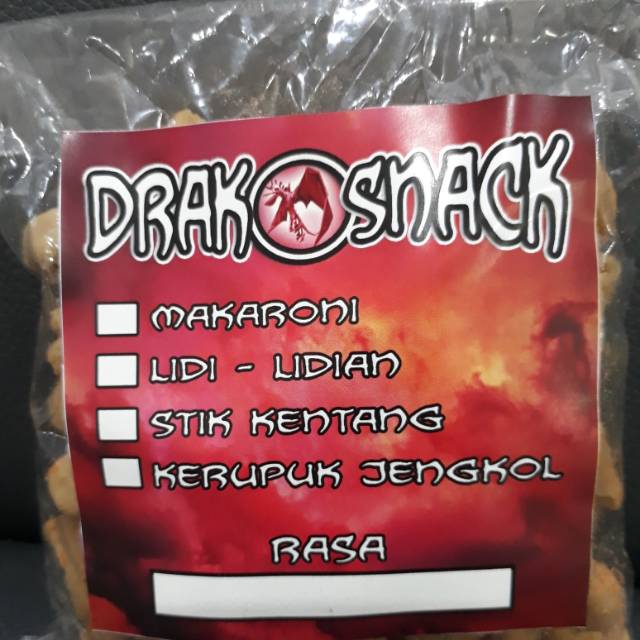 DRAKOSNACK
MAKARONI
LIDI - LIDIAN
STIK KENTANG
KERUPUK JENGKOL
RASA